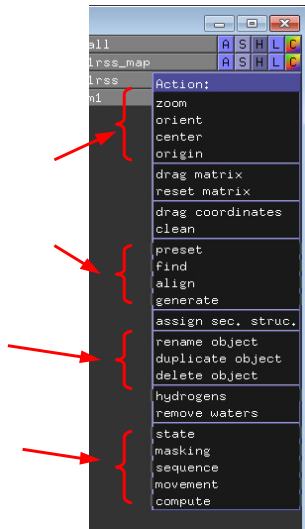 all A S H L C
1rss_map A S H L C
1rss
m1
Action:
zoom
orient
center
origin
drag matrix
reset matrix
drag coordinates
clean
preset
find
align
generate
assign sec. struc.
rename object
duplicate object
delete object
hydrogens
remove waters
state
masking
sequence
movement
compute